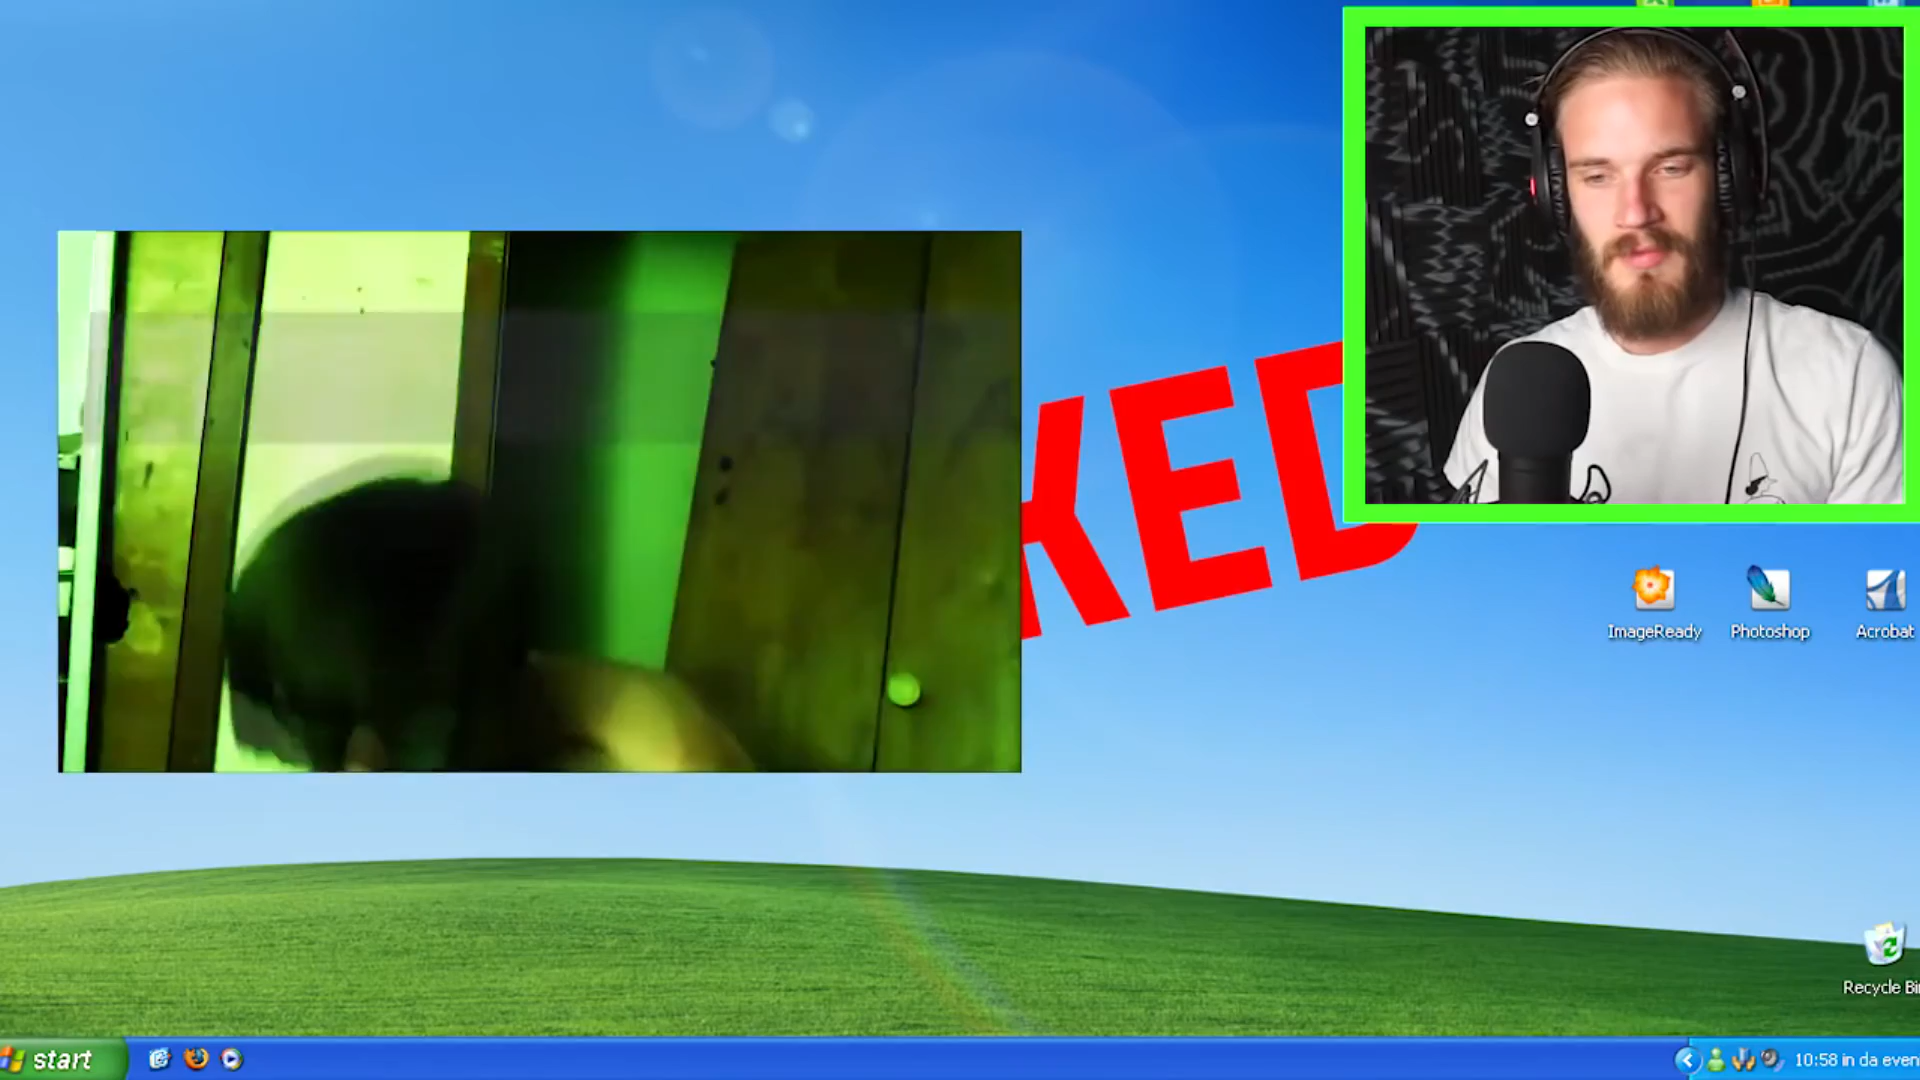 KED
ImageReady
Photoshop
Acrobat
Recycle Bi
start
10:58 in da even